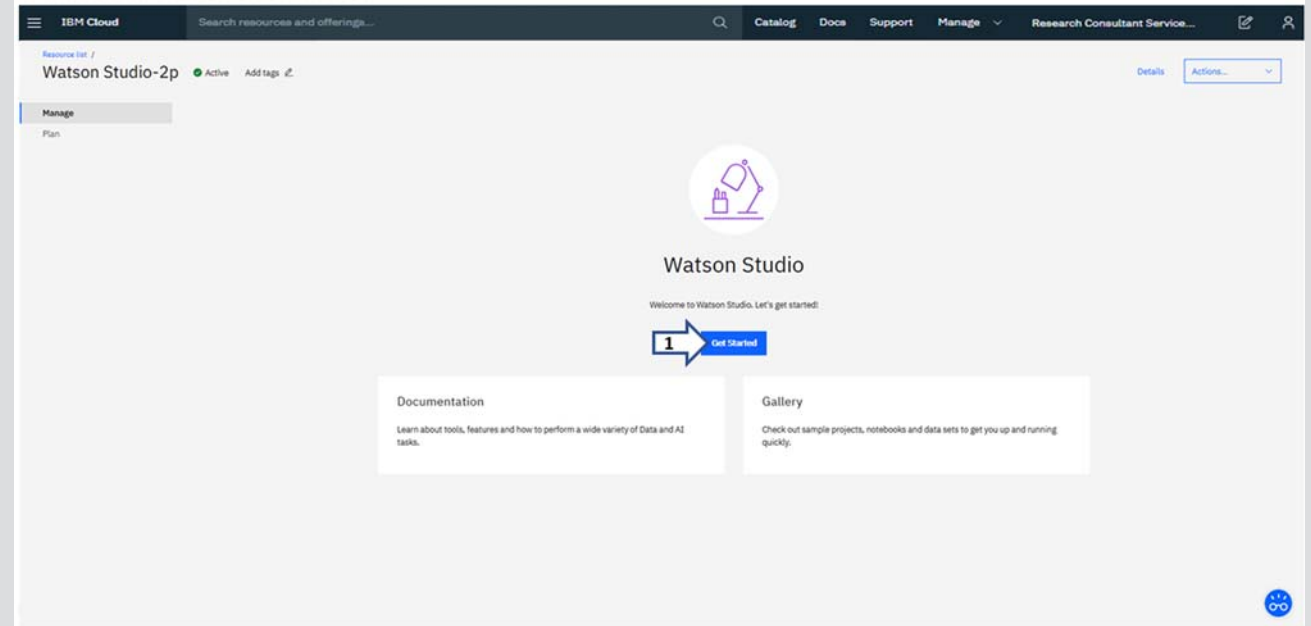 IBM Cloud
Search resources and offerings...
Catalog
Docs
Support
Manage
Research Consultant Service...
Resource list /
Watson Studio-2p
Active
Add tags
Details
Actions...
Manage
Plan
Watson Studio
Welcome to Watson Studio. Let's get started!
1
Get Started
Documentation
Learn about tools, features and how to perform a wide variety of Data and AI
tasks.
Gallery
Check out sample projects, notebooks and data sets to get you up and running
quickly.